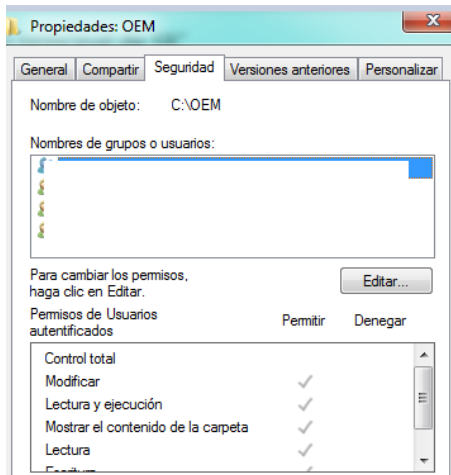 Propiedades: OEM
General Compartir Seguridad Versiones anteriores Personalizar
Nombre de objeto: C:\OEM
Nombres de grupos o usuarios:
Para cambiar los permisos,
haga clic en Editar.
Editar...
Permisos de Usuarios
autentificados
Permitir Denegar
Control total
Modificar
Lectura y ejecución
Mostrar el contenido de la carpeta
Lectura